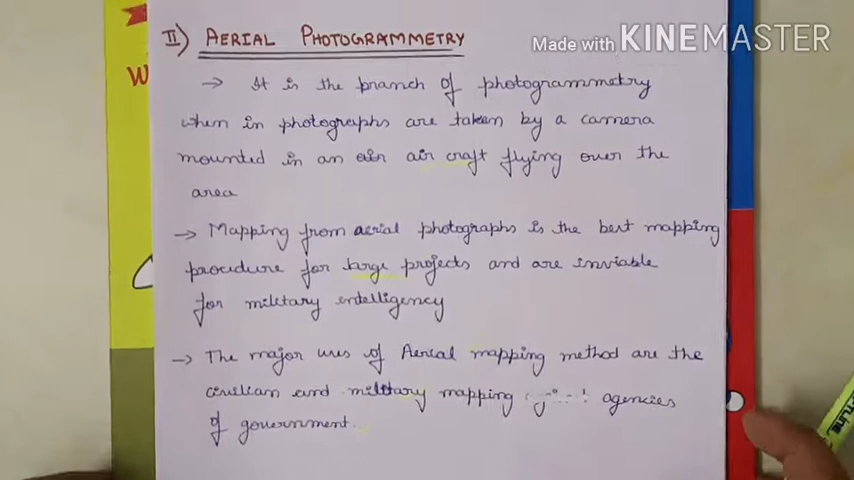 II) AERIAL PHOTOGRAMMETRY
Made with KINEMASTER
→ It is the branch of photogrammetry
when in photographs are taken by a camera
mounted in an air air craft flying over the
area
→ Mapping from aerial photographs is the best mapping
procedure for large projects and are inviable
for military intelligency
→ The major uses of Aerial mapping method are the
civilian and military mapping agencies
of government.